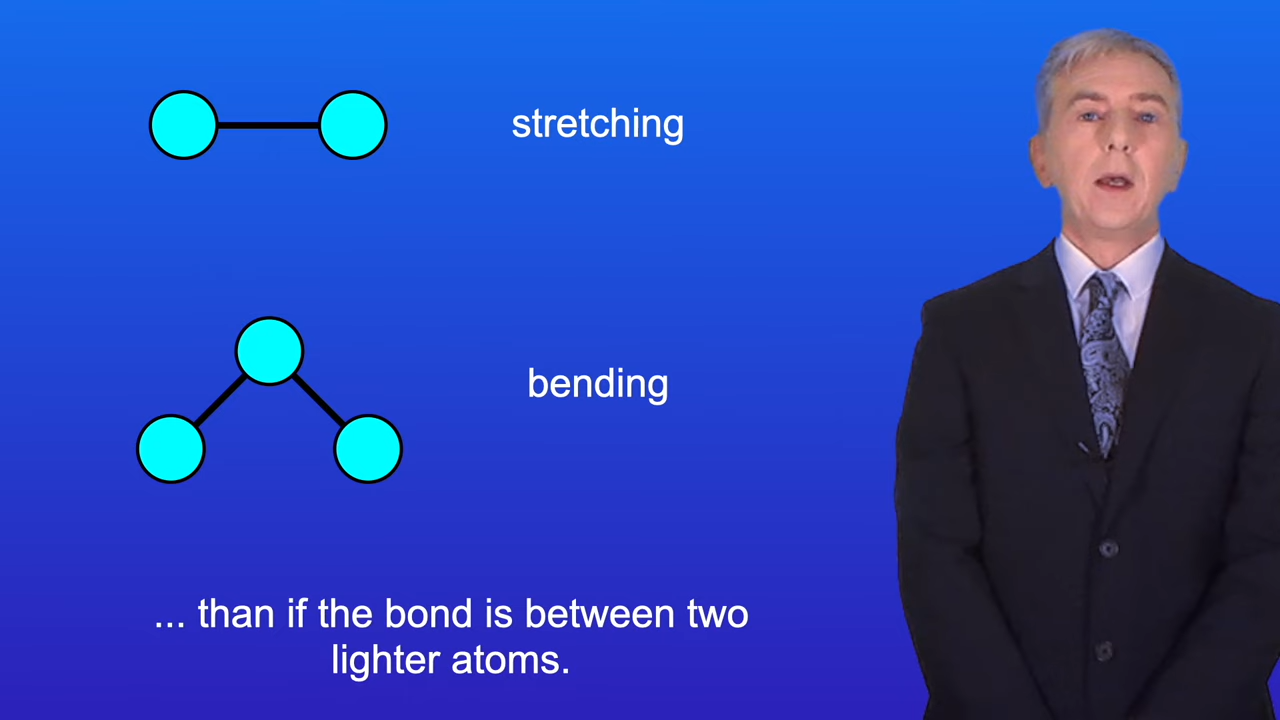 stretching
bending
... than if the bond is between two
lighter atoms.